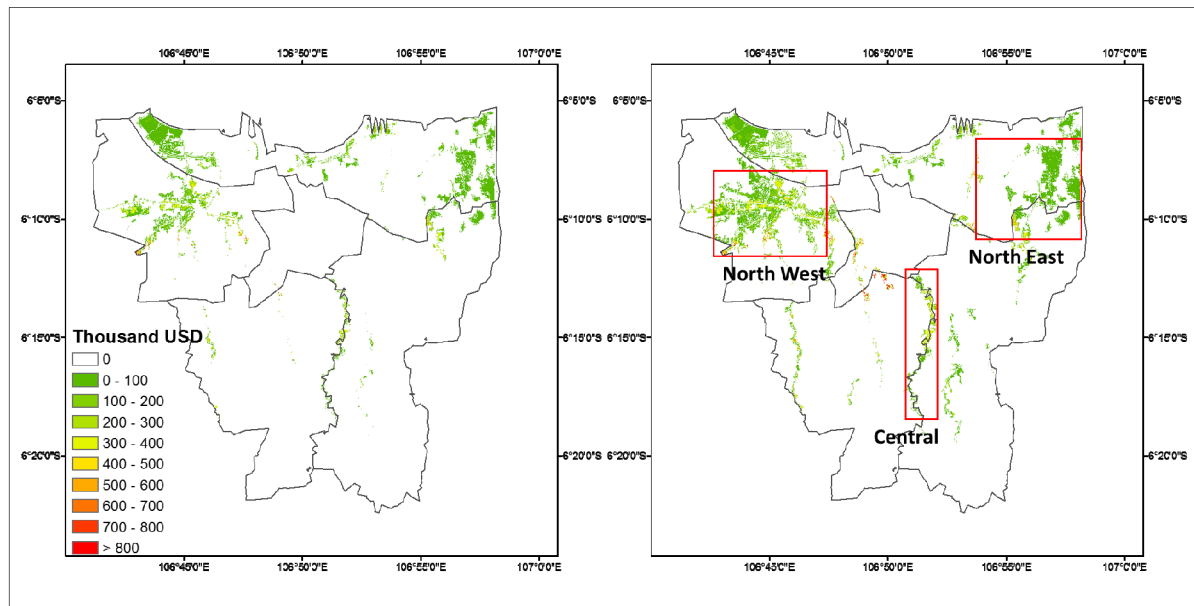 106°45'0"E 106°50'0"E 106°55'0"E 107°0'0"E
106°45'0"E 106°50'0"E 106°55'0"E 107°0'0"E
6°5'0"S 6°5'0"S 6°5'0"S
6°10'0"S 6°10'0"S 6°10'0"S
North West
North East
6°15'0"S 6°15'0"S 6°15'0"S
Thousand USD
0
0 - 100
100 - 200
200 - 300
300 - 400
400 - 500
500 - 600
600 - 700
700 - 800
> 800
Central
6°20'0"S 6°20'0"S 6°20'0"S
106°45'0"E 106°50'0"E 106°55'0"E 107°0'0"E
106°45'0"E 106°50'0"E 106°55'0"E 107°0'0"E